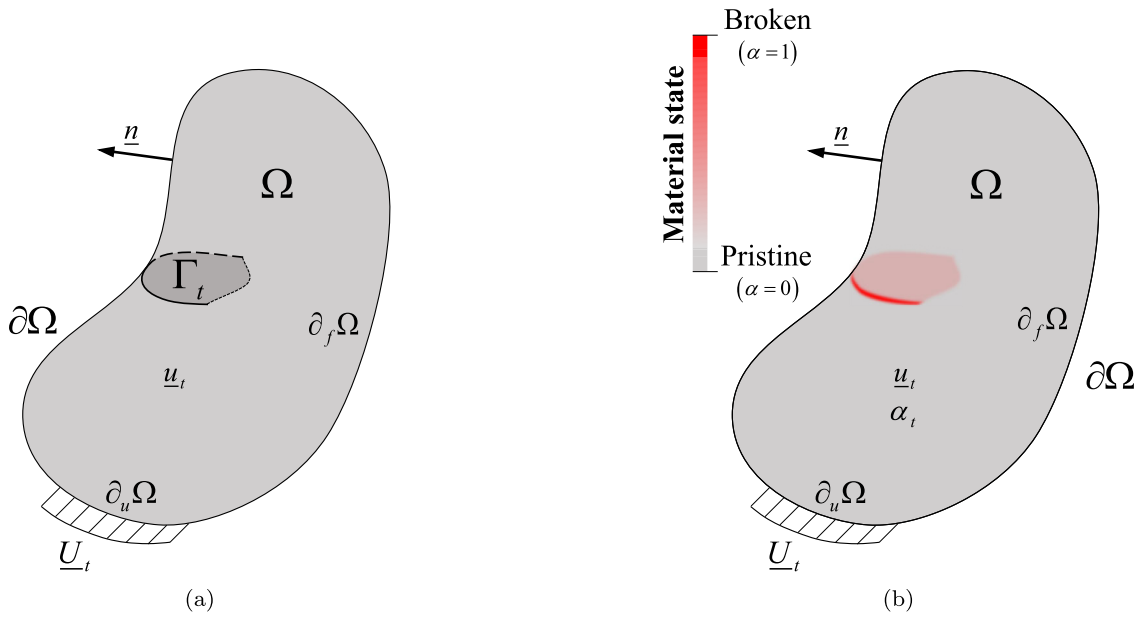 n
Ω
Γt
∂Ω
∂fΩ
ut
∂uΩ
Ut
(a)
Broken
(α=1)
Material state
Pristine
(α=0)
n
Ω
∂fΩ
∂Ω
ut
αt
∂uΩ
Ut
(b)